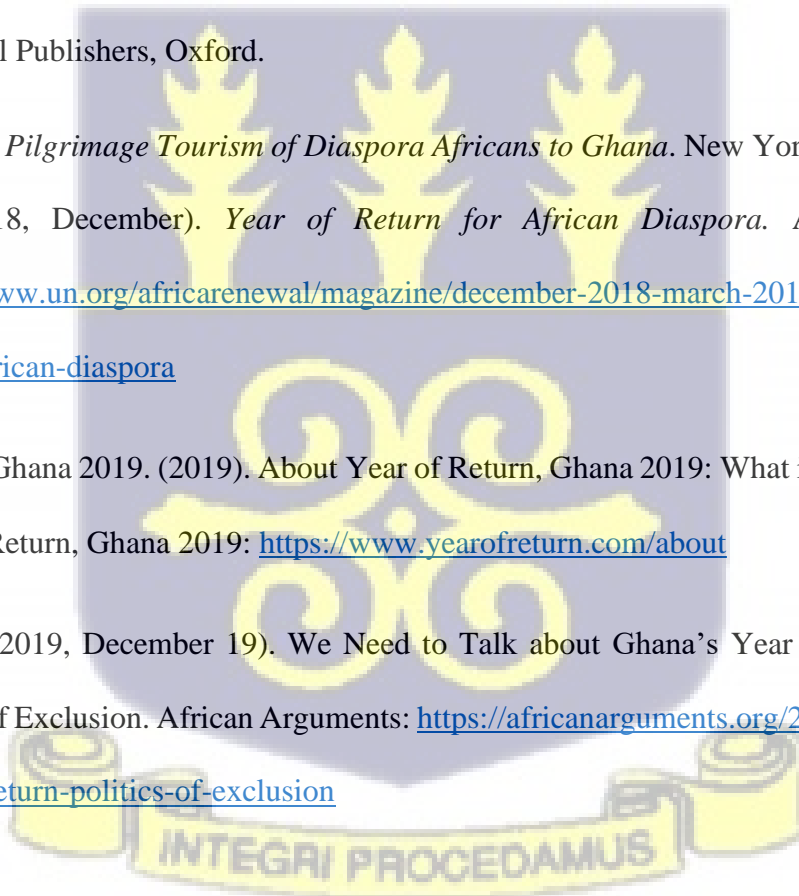 l Publishers, Oxford.
Pilgrimage Tourism of Diaspora Africans to Ghana. New Yor
18, December). Year of Return for African Diaspora. A
ww.un.org/africarenewal/magazine/december-2018-march-201
rican-diaspora
Ghana 2019. (2019). About Year of Return, Ghana 2019: What
Return, Ghana 2019: https://www.yearofreturn.com/about
2019, December 19). We Need to Talk about Ghana’s Year
f Exclusion. African Arguments: https://africanarguments.org/2
eturn-politics-of-exclusion
INTEGRI PROCEDAMUS